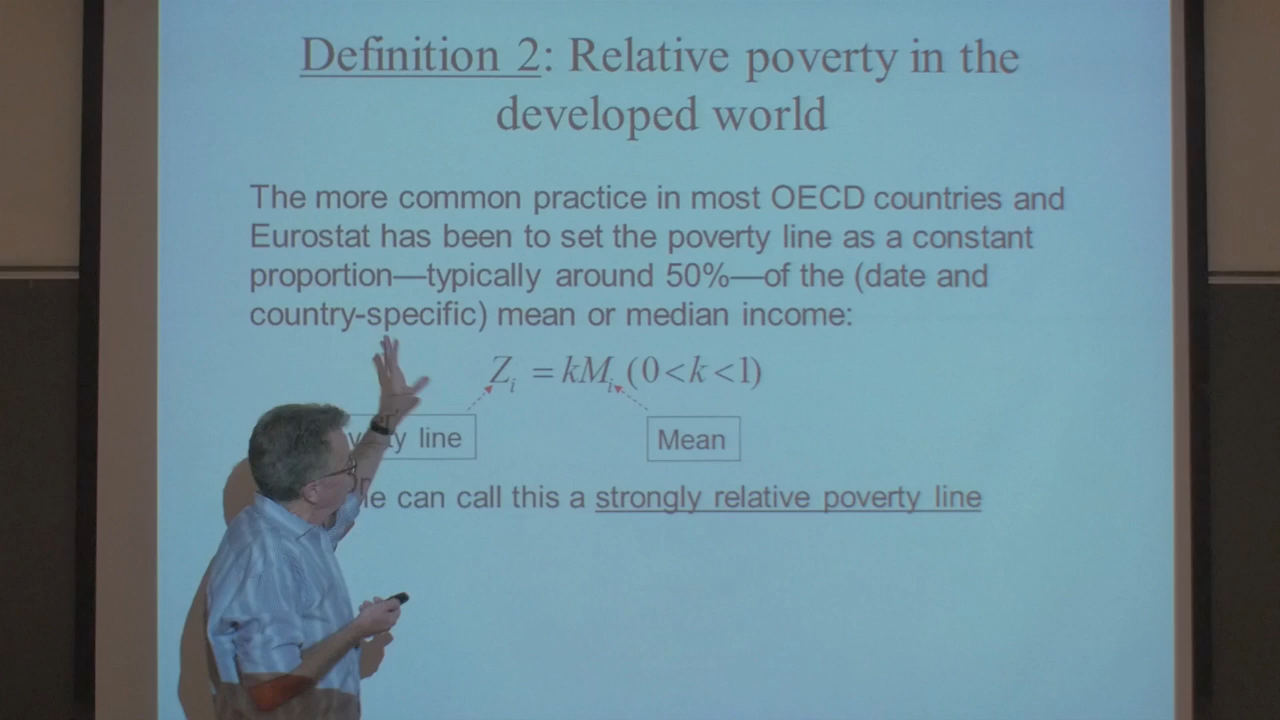 Definition 2: Relative poverty in the
developed world
The more common practice in most OECD countries and
Eurostat has been to set the poverty line as a constant
proportion—typically around 50%—of the (date and
country-specific) mean or median income:
Z_i = kM_i (0<k<1)
line
Mean
can call this a strongly relative poverty line